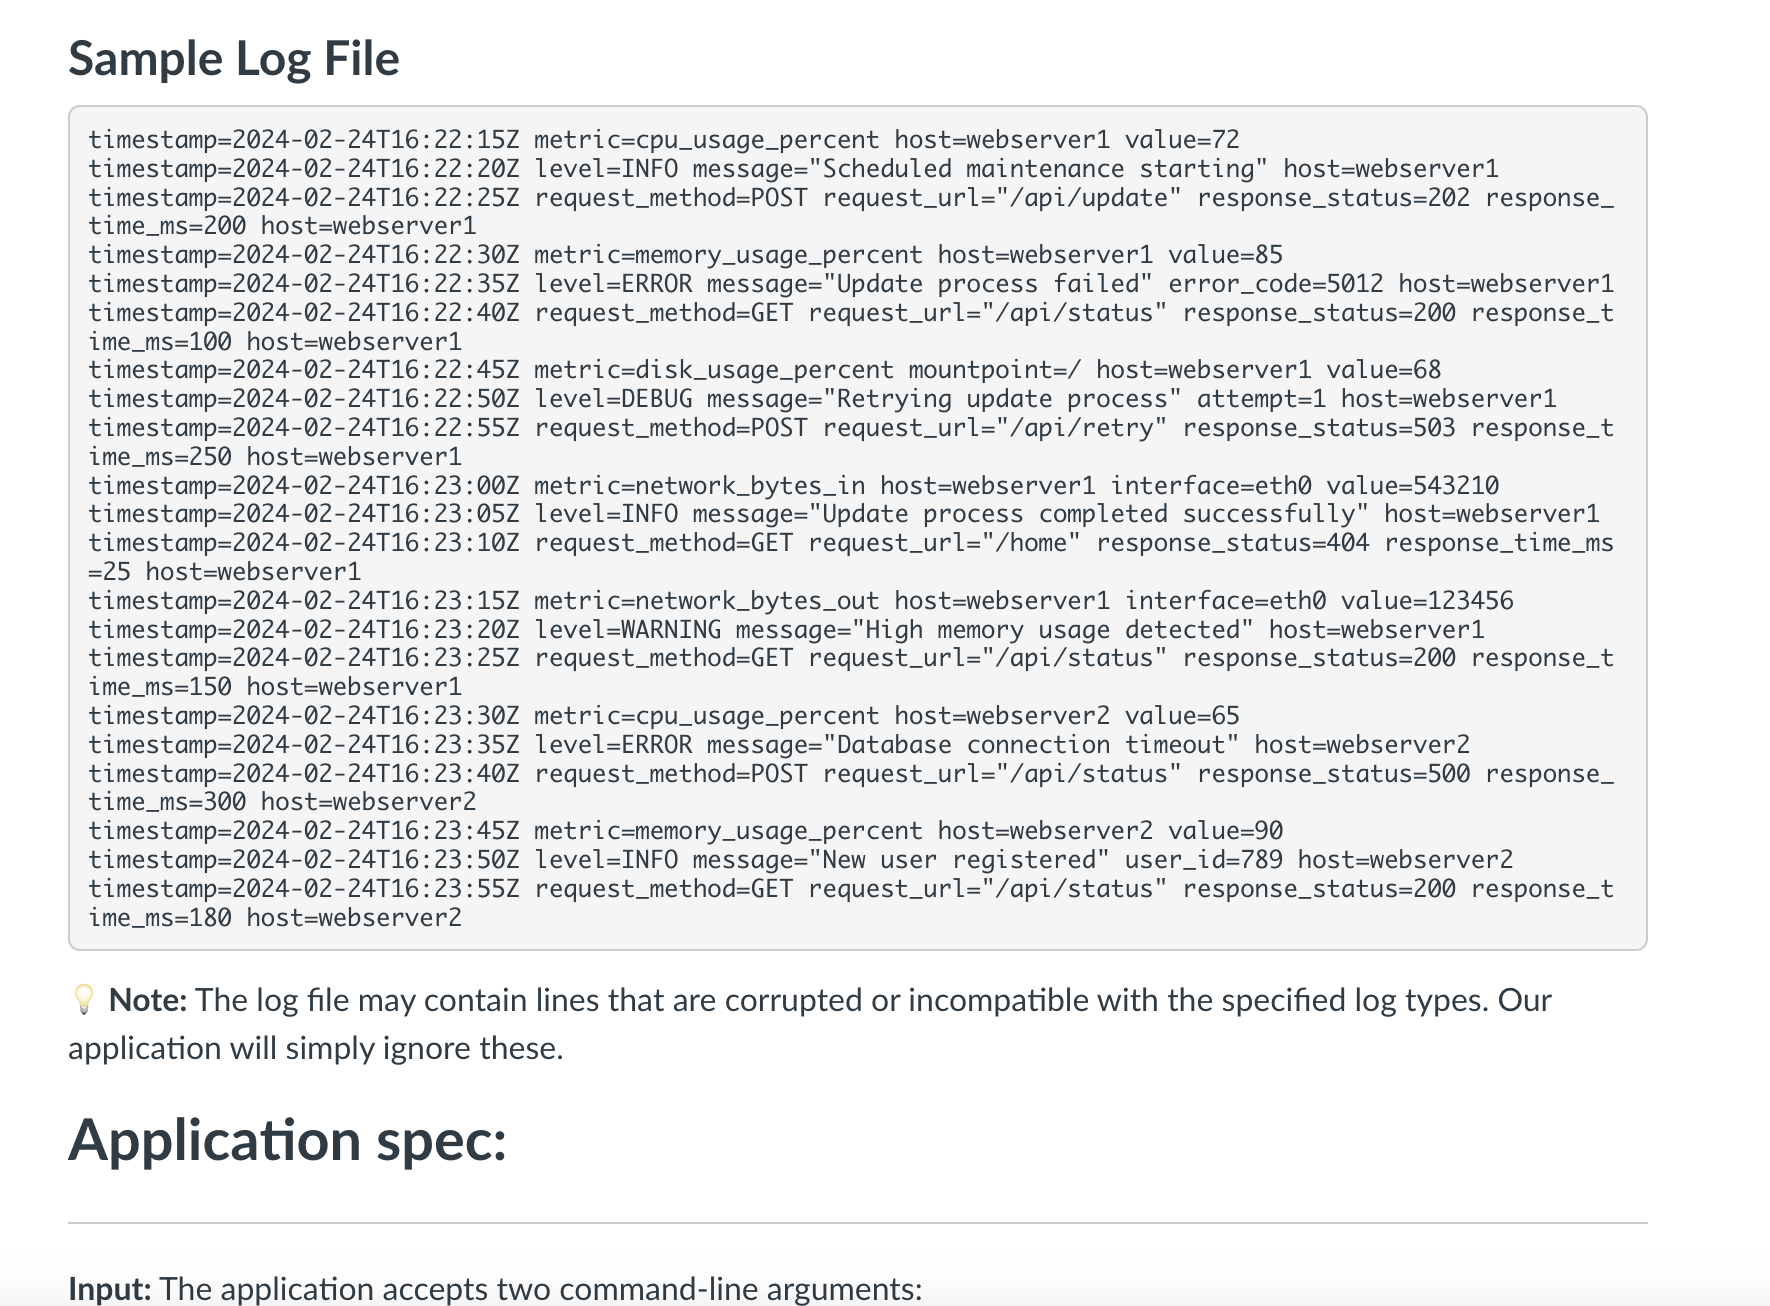 Sample Log File
timestamp=2024-02-24T16:22:15Z metric=cpu_usage_percent host=webserver1 value=72
timestamp=2024-02-24T16:22:20Z level=INFO message="Scheduled maintenance starting" host=webserver1
timestamp=2024-02-24T16:22:25Z request_method=POST request_url="/api/update" response_status=202 response_
time_ms=200 host=webserver1
timestamp=2024-02-24T16:22:30Z metric=memory_usage_percent host=webserver1 value=85
timestamp=2024-02-24T16:22:35Z level=ERROR message="Update process failed" error_code=5012 host=webserver1
timestamp=2024-02-24T16:22:40Z request_method=GET request_url="/api/status" response_status=200 response_t
ime_ms=100 host=webserver1
timestamp=2024-02-24T16:22:45Z metric=disk_usage_percent mountpoint=/ host=webserver1 value=68
timestamp=2024-02-24T16:22:50Z level=DEBUG message="Retrying update process" attempt=1 host=webserver1
timestamp=2024-02-24T16:22:55Z request_method=POST request_url="/api/retry" response_status=503 response_t
ime_ms=250 host=webserver1
timestamp=2024-02-24T16:23:00Z metric=network_bytes_in host=webserver1 interface=eth0 value=543210
timestamp=2024-02-24T16:23:05Z level=INFO message="Update process completed successfully" host=webserver1
timestamp=2024-02-24T16:23:10Z request_method=GET request_url="/home" response_status=404 response_time_ms
=25 host=webserver1
timestamp=2024-02-24T16:23:15Z metric=network_bytes_out host=webserver1 interface=eth0 value=123456
timestamp=2024-02-24T16:23:20Z level=WARNING message="High memory usage detected" host=webserver1
timestamp=2024-02-24T16:23:25Z request_method=GET request_url="/api/status" response_status=200 response_t
ime_ms=150 host=webserver1
timestamp=2024-02-24T16:23:30Z metric=cpu_usage_percent host=webserver2 value=65
timestamp=2024-02-24T16:23:35Z level=ERROR message="Database connection timeout" host=webserver2
timestamp=2024-02-24T16:23:40Z request_method=POST request_url="/api/status" response_status=500 response_
time_ms=300 host=webserver2
timestamp=2024-02-24T16:23:45Z metric=memory_usage_percent host=webserver2 value=90
timestamp=2024-02-24T16:23:50Z level=INFO message="New user registered" user_id=789 host=webserver2
timestamp=2024-02-24T16:23:55Z request_method=GET request_url="/api/status" response_status=200 response_t
ime_ms=180 host=webserver2
💡 Note: The log file may contain lines that are corrupted or incompatible with the specified log types. Our
application will simply ignore these.
Application spec:
Input: The application accepts two command-line arguments: